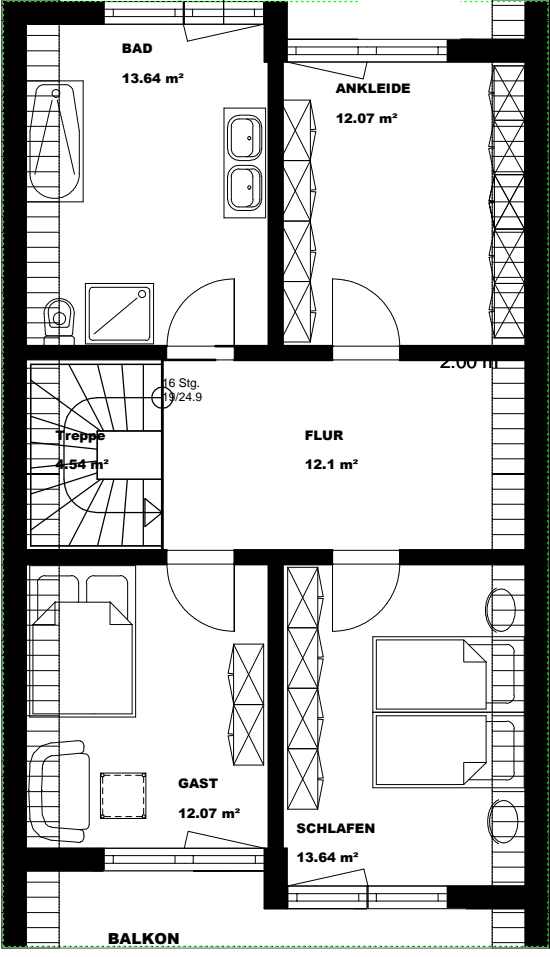 BAD
13.64 m²
ANKLEIDE
12.07 m²
2.00 m
16 Stg.
19/24.9
Treppe
4.54 m²
FLUR
12.1 m²
GAST
12.07 m²
SCHLAFEN
13.64 m²
BALKON